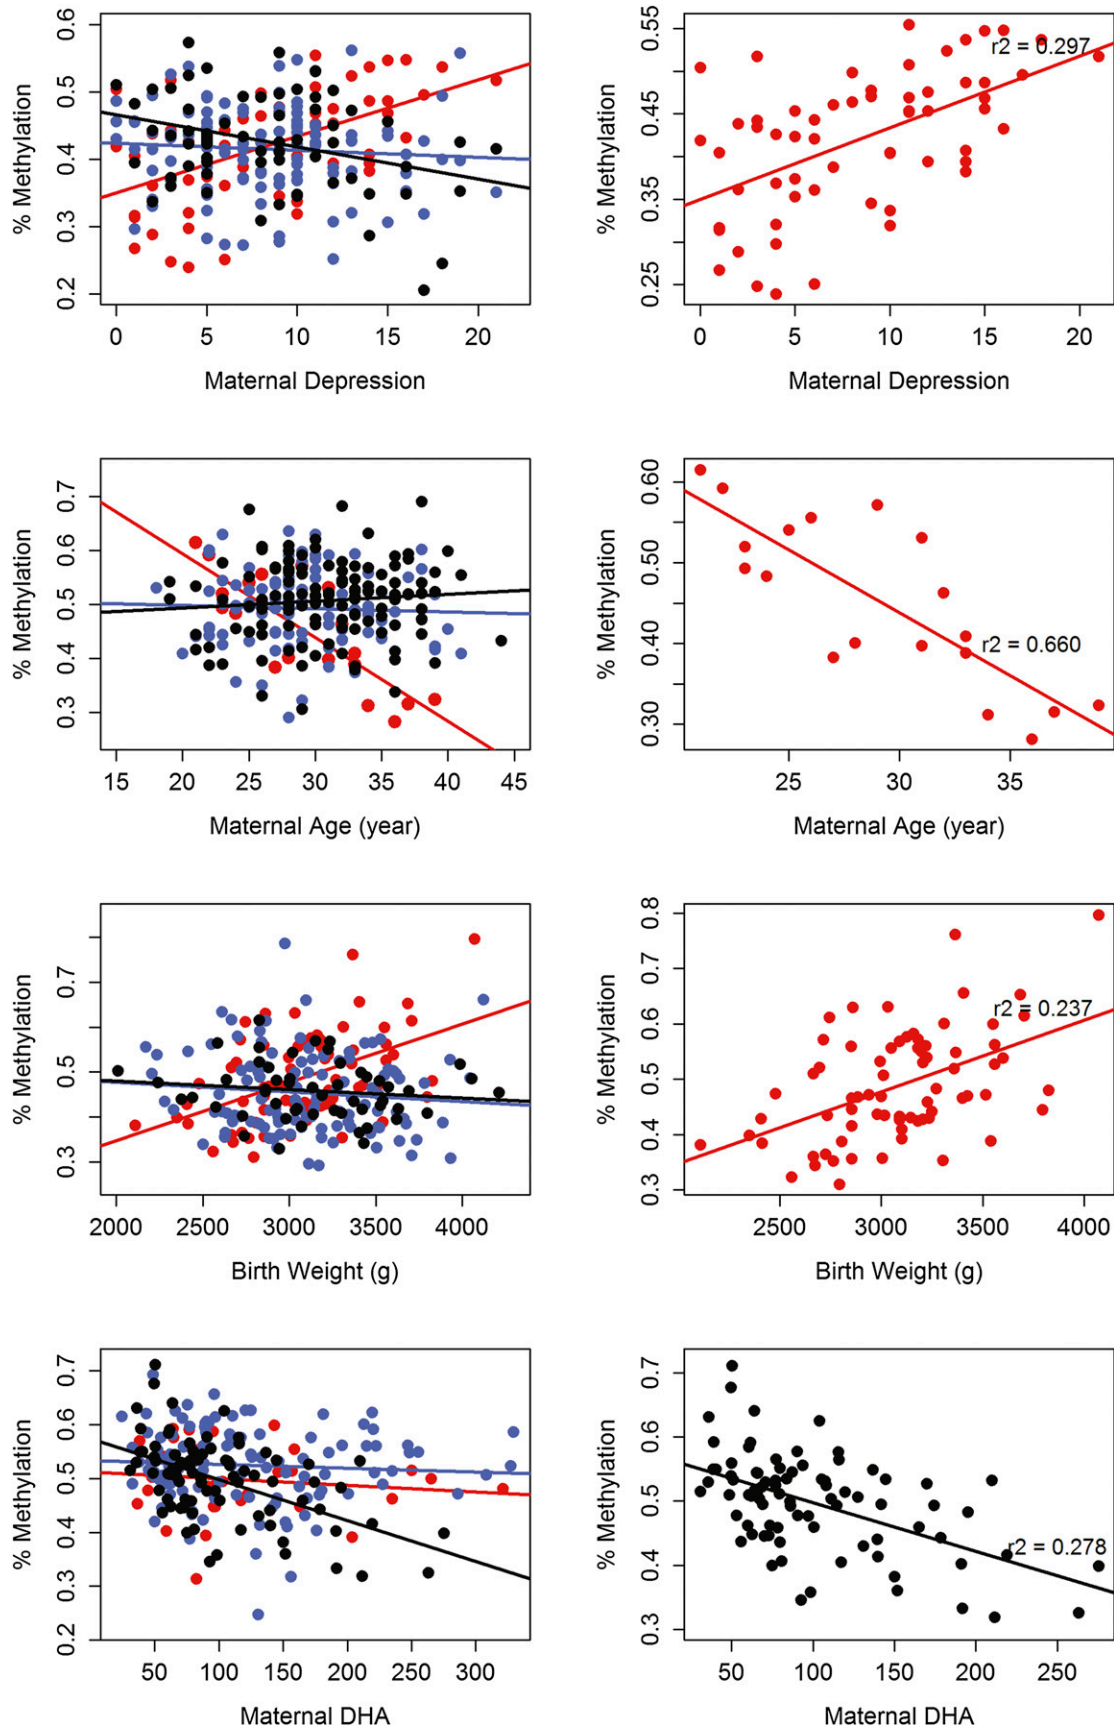 % Methylation
0.6
0.5
0.4
0.3
0.2
0 5 10 15 20
Maternal Depression
% Methylation
0.55
0.45
0.35
0.25
r2 = 0.297
0 5 10 15 20
Maternal Depression
% Methylation
0.7
0.6
0.5
0.4
0.3
15 20 25 30 35 40 45
Maternal Age (year)
% Methylation
0.60
0.50
0.40
0.30
r2 = 0.660
25 31 35
Maternal Age (year)
% Methylation
0.7
0.5
0.3
2000 2500 3000 3500 4000
Birth Weight (g)
% Methylation
0.8
0.7
0.6
0.5
0.4
0.3
r2 = 0.237
2500 3000 3500 4000
Birth Weight (g)
% Methylation
0.7
0.6
0.5
0.4
0.3
0.2
50 100 150 200 250 300
Maternal DHA
% Methylation
0.7
0.6
0.5
0.4
0.3
r2 = 0.278
50 100 150 200 250
Maternal DHA